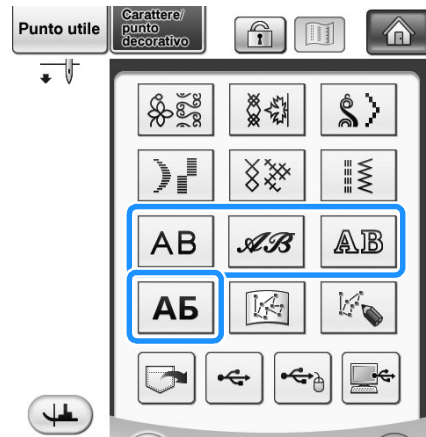 Punto utile
Carattere/
punto
decorativo
AB AB AB
АБ